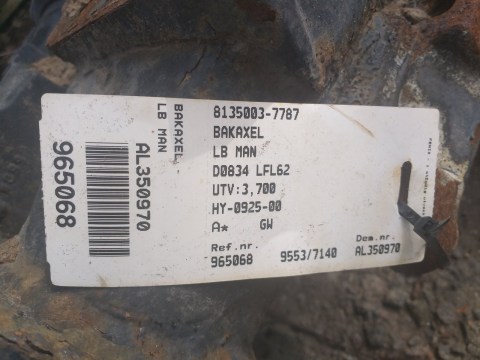 8135003-7787
BAKAXEL
LB MAN
D0834 LFL62
UTV:3,700
HY-0925-00
A* GW
Ref.nr.
965068
9553/7140
Dem.nr.
AL350970
BAKAXEL
LB MAN
AL350970
965068